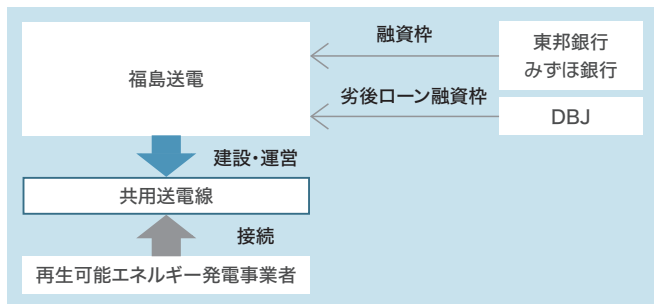 福島送電
融資枠
東邦銀行
みずほ銀行
劣後ローン融資枠
DBJ
建設・運営
共用送電線
接続
再生可能エネルギー発電事業者